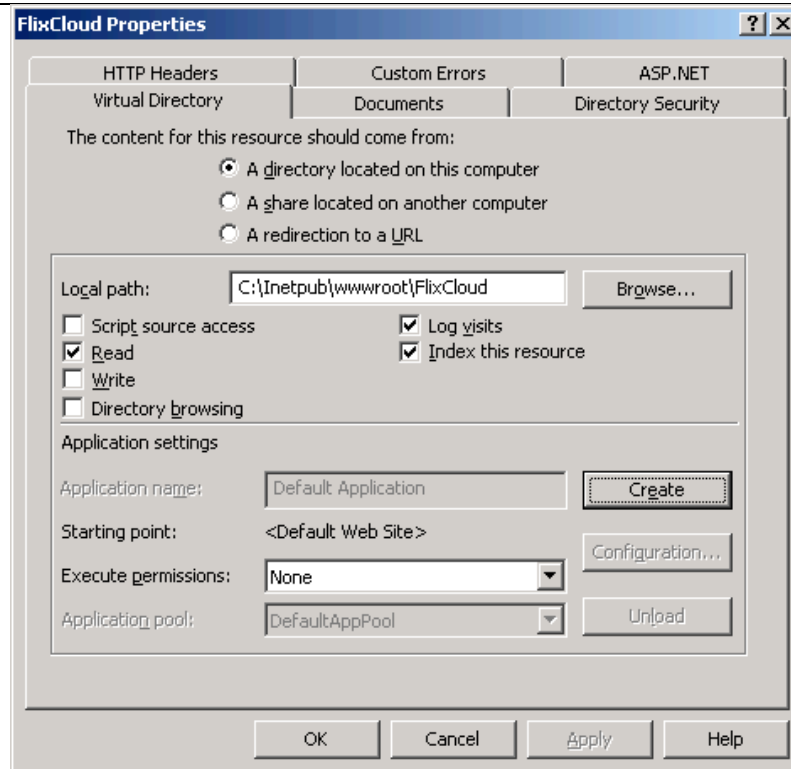 FlixCloud Properties
HTTP Headers Custom Errors ASP.NET
Virtual Directory Documents Directory Security
The content for this resource should come from:
A directory located on this computer
A share located on another computer
A redirection to a URL
Local path: C:\Inetpub\wwwroot\FlixCloud Browse...
Script source access Log visits
Read Index this resource
Write
Directory browsing
Application settings
Application name: Default Application Create
Starting point: <Default Web Site>
Configuration...
Execute permissions: None
Application pool: DefaultAppPool Unload
OK Cancel Apply Help